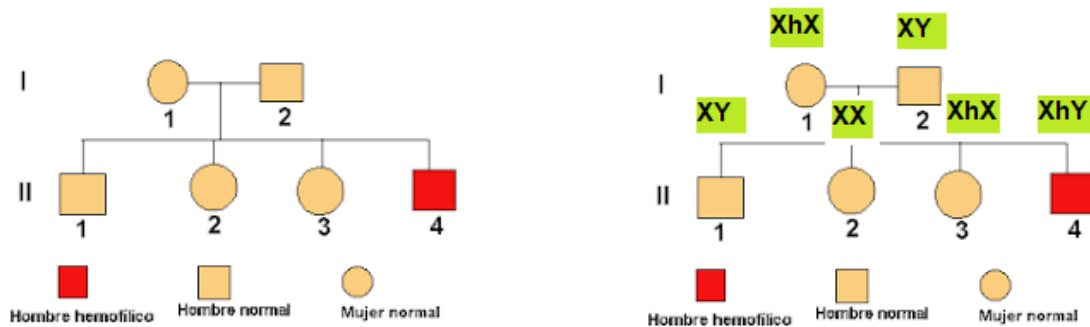 I
1
2
II
1
2
3
4
Hombre hemofílico
Hombre normal
Mujer normal
XhX
XY
I
1
2
XY
XX
XhX
XhY
II
1
2
3
4
Hombre hemofílico
Hombre normal
Mujer normal